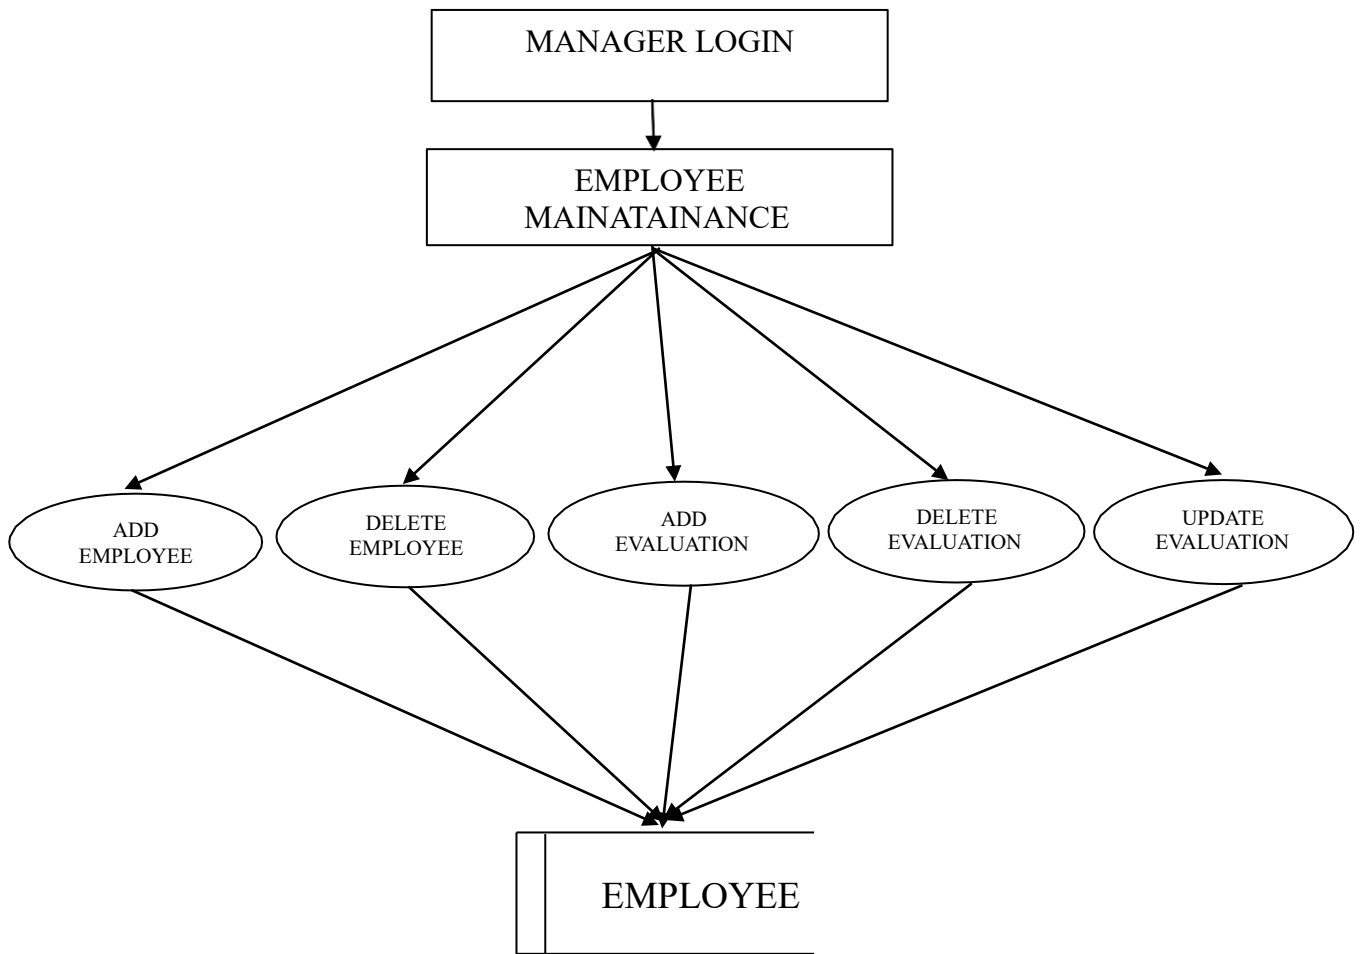 MANAGER LOGIN
EMPLOYEE
MAINATAINANCE
ADD
EMPLOYEE
DELETE
EMPLOYEE
ADD
EVALUATION
DELETE
EVALUATION
UPDATE
EVALUATION
EMPLOYEE